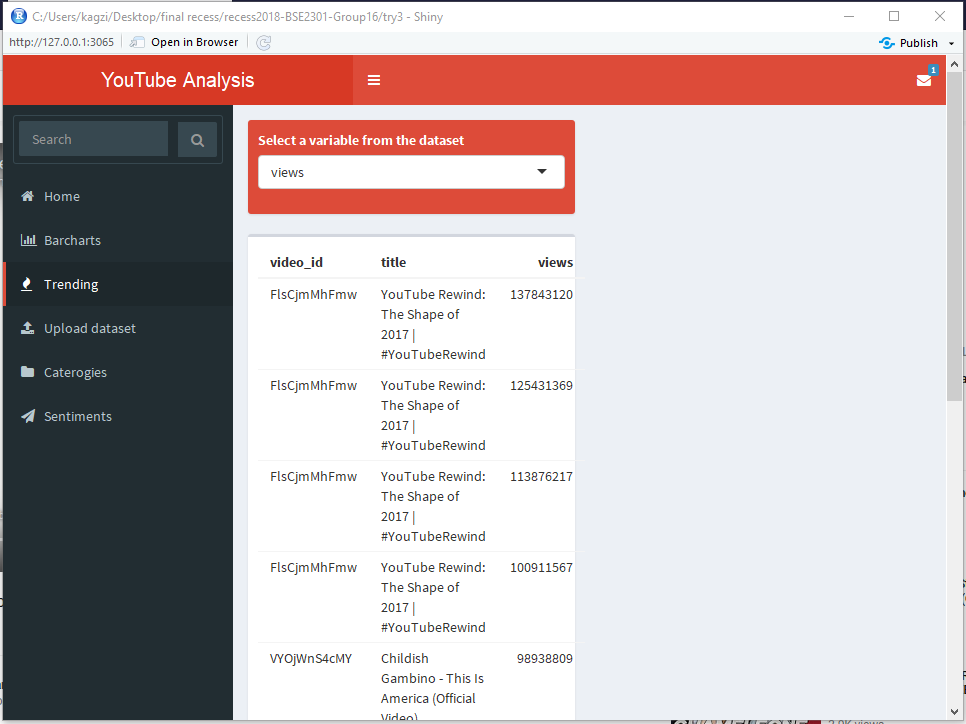 C:/Users/kagzi/Desktop/final recess/recess2018-BSE2301-Group16/try3 - Shiny
http://127.0.0.1:3065 Open in Browser Publish
YouTube Analysis 1
Search
Home
Barcharts
Trending
Upload dataset
Caterogies
Sentiments
Select a variable from the dataset
views
video_id title views
FlsCjmMhFmw YouTube Rewind: 137843120
The Shape of
2017 |
#YouTubeRewind
FlsCjmMhFmw YouTube Rewind: 125431369
The Shape of
2017 |
#YouTubeRewind
FlsCjmMhFmw YouTube Rewind: 113876217
The Shape of
2017 |
#YouTubeRewind
FlsCjmMhFmw YouTube Rewind: 100911567
The Shape of
2017 |
#YouTubeRewind
VYOjWnS4cMY Childish 98938809
Gambino - This Is
America (Official
Video)